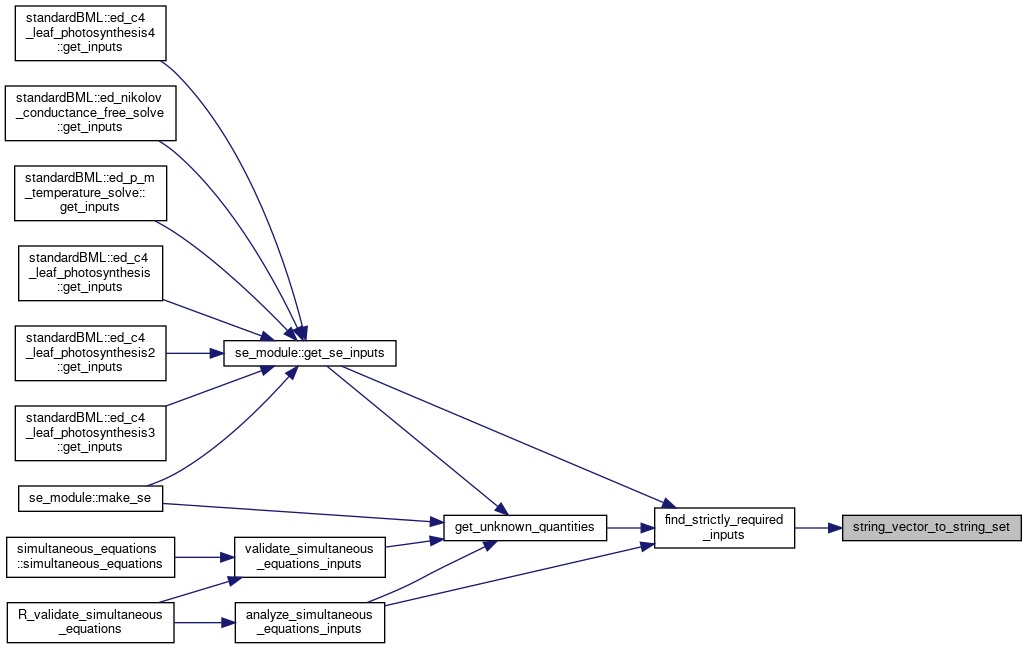 standardBML::ed_c4
_leaf_photosynthesis4
::get_inputs
standardBML::ed_nikolov
_conductance_free_solve
::get_inputs
standardBML::ed_p_m
_temperature_solve::
get_inputs
standardBML::ed_c4
_leaf_photosynthesis
::get_inputs
standardBML::ed_c4
_leaf_photosynthesis2
::get_inputs
standardBML::ed_c4
_leaf_photosynthesis3
::get_inputs
se_module::make_se
simultaneous_equations
::simultaneous_equations
R_validate_simultaneous
_equations
se_module::get_se_inputs
validate_simultaneous
_equations_inputs
analyze_simultaneous
_equations_inputs
get_unknown_quantities
find_strictly_required
_inputs
string_vector_to_string_set